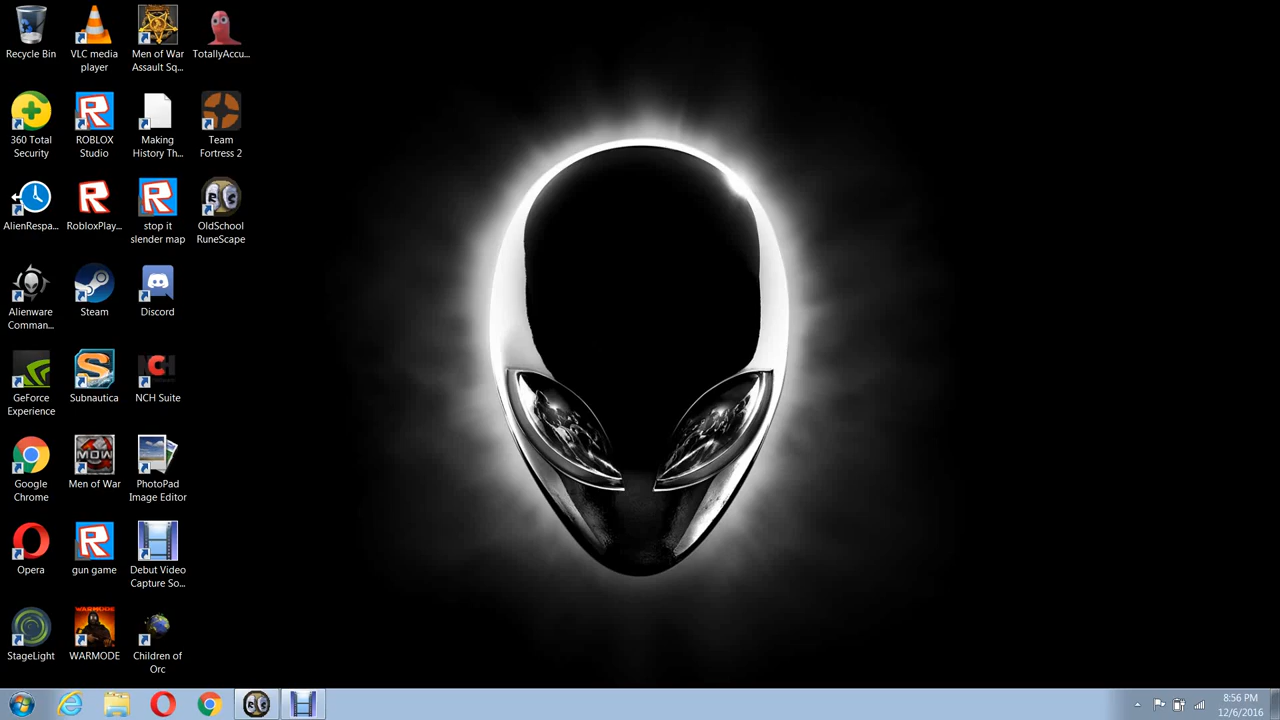 Recycle Bin
VLC media
player
Men of War
Assault Sq...
TotallyAccu...
360 Total
Security
ROBLOX
Studio
Making
History Th...
Team
Fortress 2
AlienRespa...
RobloxPlay...
stop it
slender map
OldSchool
RuneScape
Alienware
Comman...
Steam
Discord
GeForce
Experience
Subnautica
NCH
NCH Suite
Google
Chrome
MOW
Men of War
PhotoPad
Image Editor
Opera
gun game
Debut Video
Capture So...
StageLight
WARMODE
WARMODE
Children of
Orc
8:56 PM
12/6/2016